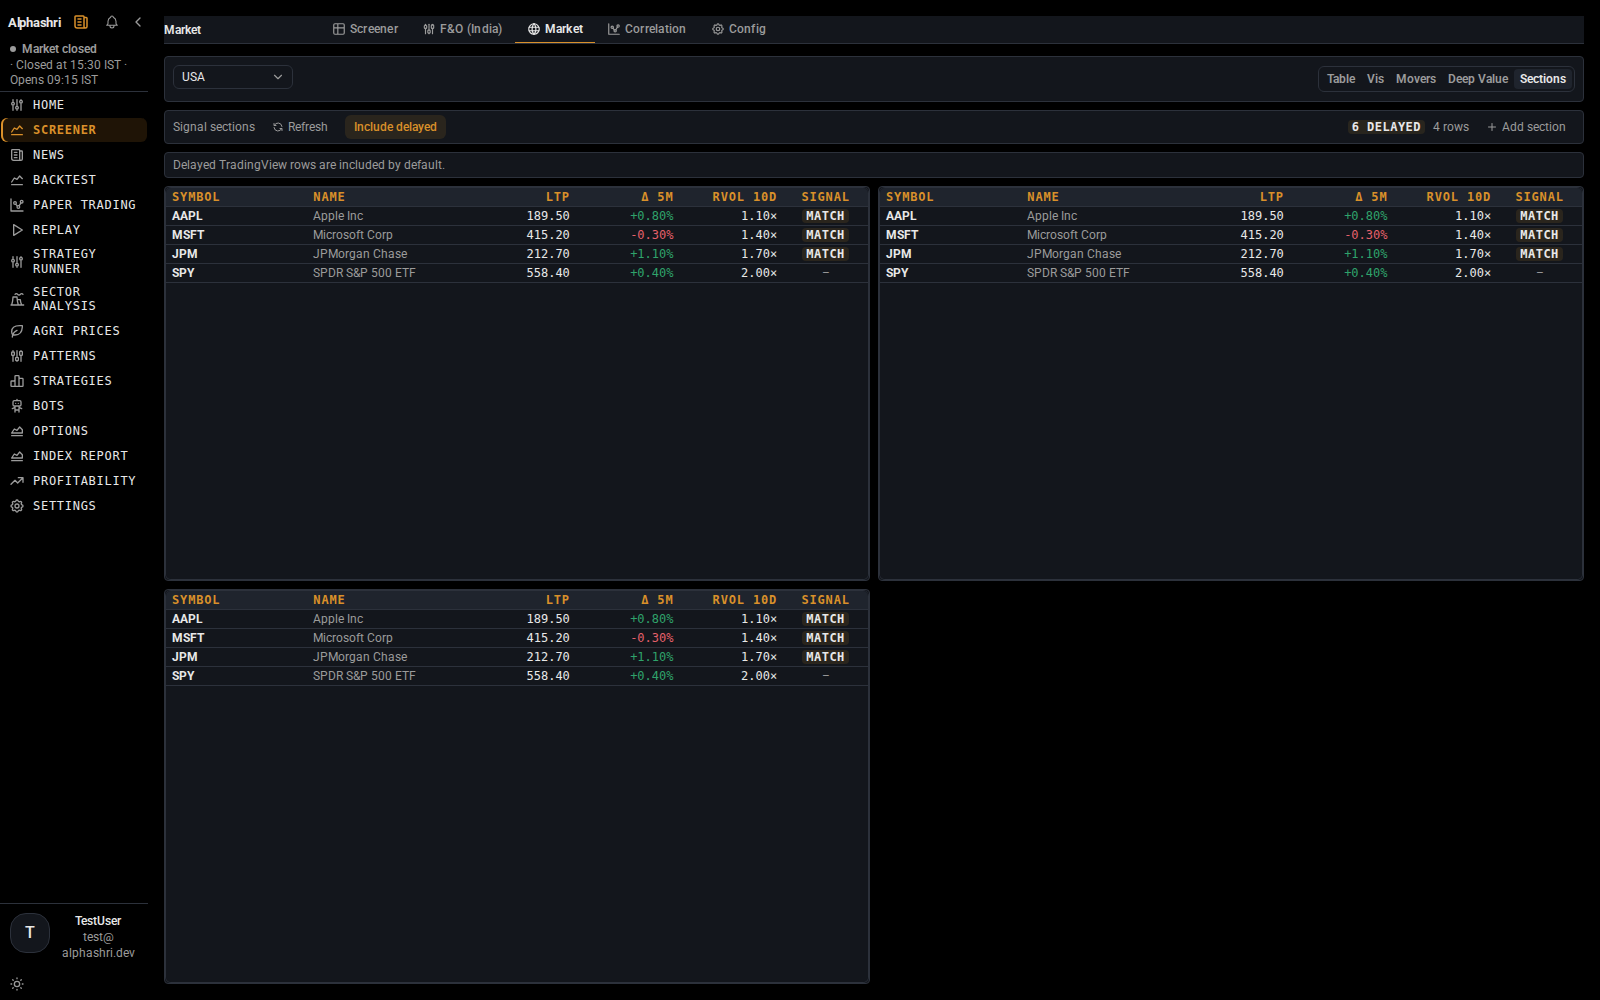 Alphashri
Market closed
· Closed at 15:30 IST ·
Opens 09:15 IST
HOME
SCREENER
NEWS
BACKTEST
PAPER TRADING
REPLAY
STRATEGY
RUNNER
SECTOR
ANALYSIS
AGRI PRICES
PATTERNS
STRATEGIES
BOTS
OPTIONS
INDEX REPORT
PROFITABILITY
SETTINGS
T
TestUser
test@
alphashri.dev
Market Screener F&O (India) Market Correlation Config
USA Table Vis Movers Deep Value Sections
Signal sections Refresh Include delayed 6 DELAYED 4 rows + Add section
Delayed TradingView rows are included by default.
SYMBOL NAME LTP Δ 5M RVOL 10D SIGNAL
AAPL Apple Inc 189.50 +0.80% 1.10× MATCH
MSFT Microsoft Corp 415.20 -0.30% 1.40× MATCH
JPM JPMorgan Chase 212.70 +1.10% 1.70× MATCH
SPY SPDR S&P 500 ETF 558.40 +0.40% 2.00× –
SYMBOL NAME LTP Δ 5M RVOL 10D SIGNAL
AAPL Apple Inc 189.50 +0.80% 1.10× MATCH
MSFT Microsoft Corp 415.20 -0.30% 1.40× MATCH
JPM JPMorgan Chase 212.70 +1.10% 1.70× MATCH
SPY SPDR S&P 500 ETF 558.40 +0.40% 2.00× –
SYMBOL NAME LTP Δ 5M RVOL 10D SIGNAL
AAPL Apple Inc 189.50 +0.80% 1.10× MATCH
MSFT Microsoft Corp 415.20 -0.30% 1.40× MATCH
JPM JPMorgan Chase 212.70 +1.10% 1.70× MATCH
SPY SPDR S&P 500 ETF 558.40 +0.40% 2.00× –